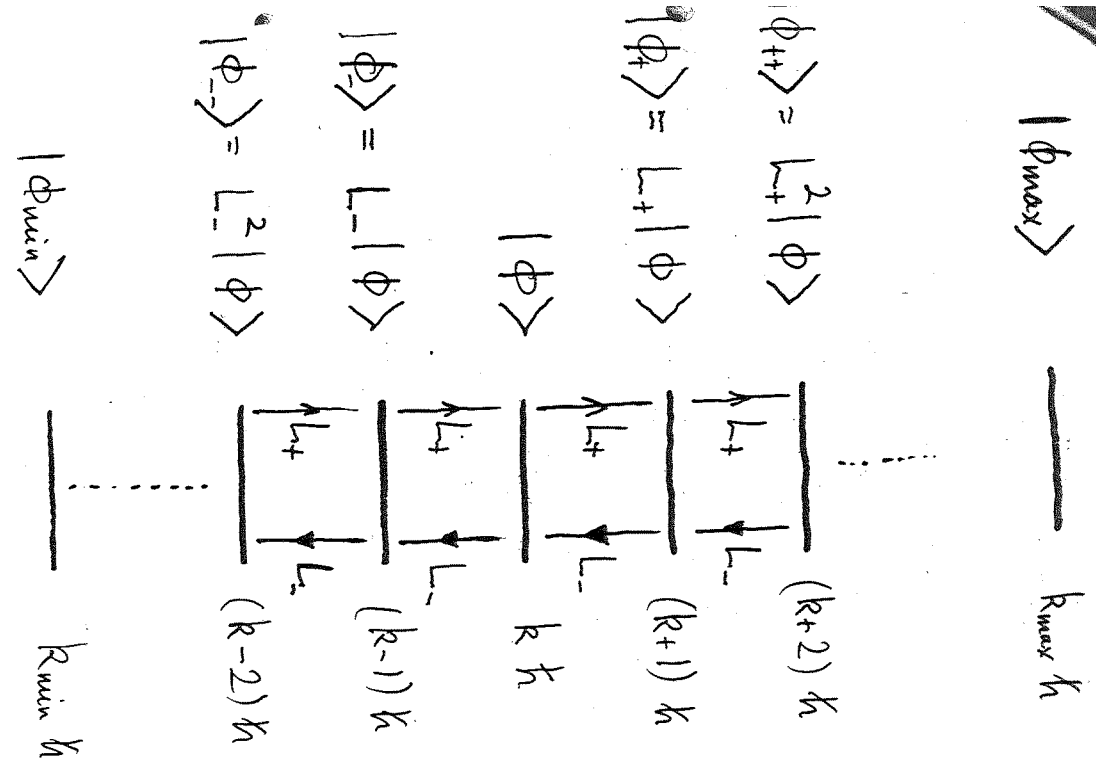 |ϕmax> kmax ħ
|ϕ++> = L+² |ϕ> (k+2) ħ
L+ L-
|ϕ+> = L+ |ϕ> (k+1) ħ
L+ L-
|ϕ> k ħ
L+ L-
|ϕ-> = L- |ϕ> (k-1) ħ
L+ L-
|ϕ--> = L-² |ϕ> (k-2) ħ
|ϕmin> kmin ħ